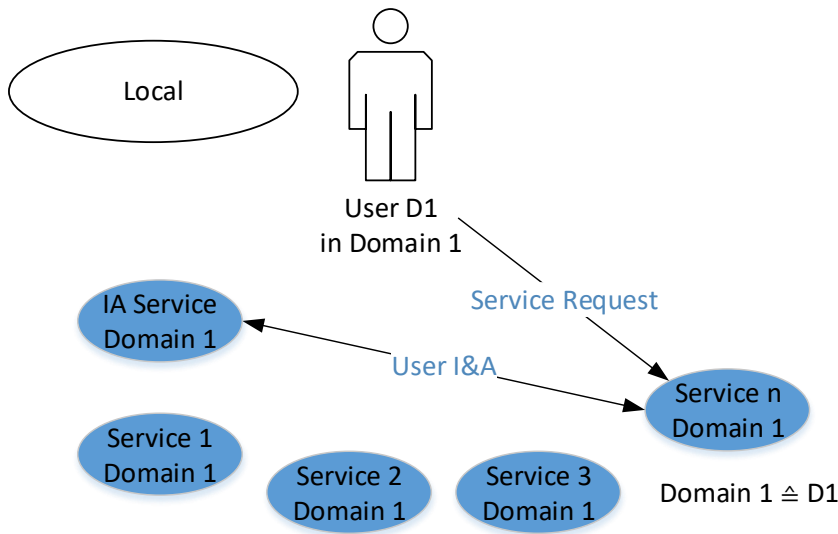 Local
User D1
in Domain 1
Service Request
IA Service
Domain 1
User I&A
Service n
Domain 1
Service 1
Domain 1
Service 2
Domain 1
Service 3
Domain 1
Domain 1 ≙ D1